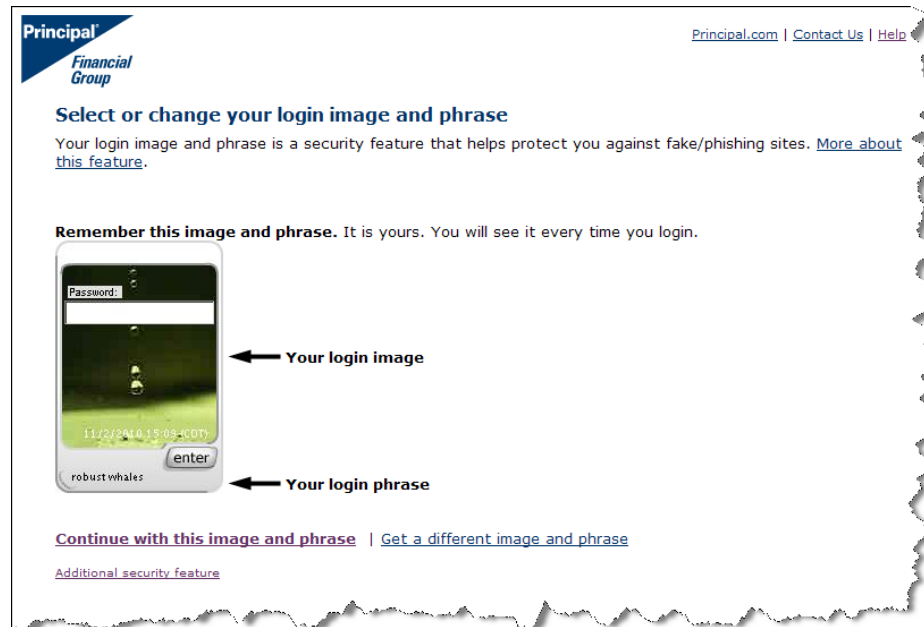 Principal
Financial
Group
Principal.com | Contact Us | Help
Select or change your login image and phrase
Your login image and phrase is a security feature that helps protect you against fake/phishing sites. More about
this feature.
Remember this image and phrase. It is yours. You will see it every time you login.
Password:
Your login image
11/2/2010 15:09 (CDT)
enter
robust whales
Your login phrase
Continue with this image and phrase | Get a different image and phrase
Additional security feature